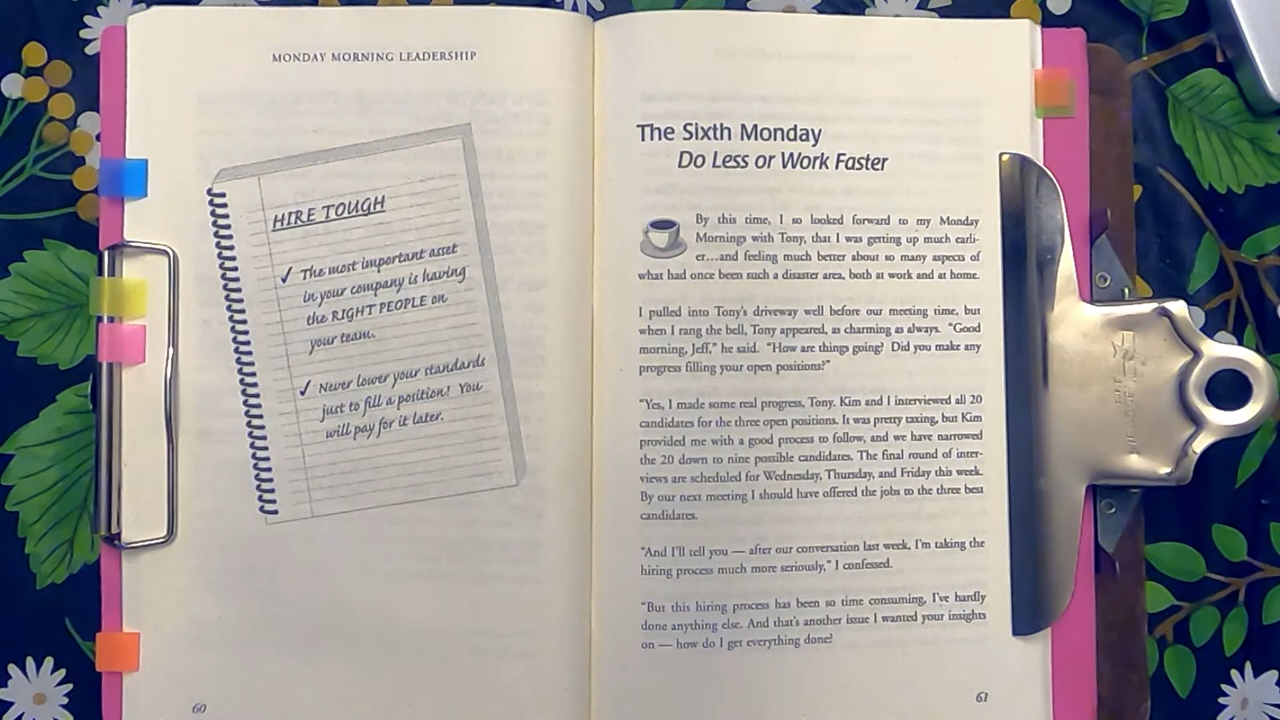 MONDAY MORNING LEADERSHIP
HIRE TOUGH
✓ The most important asset
in your company is having
the RIGHT PEOPLE on
your team.
✓ Never lower your standards
just to fill a position! You
will pay for it later.
60
The Sixth Monday
Do Less or Work Faster
By this time, I so looked forward to my Monday
Mornings with Tony, that I was getting up much earli-
er…and feeling much better about so many aspects of
what had once been such a disaster area, both at work and at home.
I pulled into Tony's driveway well before our meeting time, but
when I rang the bell, Tony appeared, as charming as always. "Good
morning, Jeff," he said. "How are things going? Did you make any
progress filling your open positions?"
"Yes, I made some real progress, Tony. Kim and I interviewed all 20
candidates for the three open positions. It was pretty taxing, but Kim
provided me with a good process to follow, and we have narrowed
the 20 down to nine possible candidates. The final round of inter-
views are scheduled for Wednesday, Thursday, and Friday this week.
By our next meeting I should have offered the jobs to the three best
candidates.
"And I'll tell you — after our conversation last week, I'm taking the
hiring process much more seriously," I confessed.
"But this hiring process has been so time consuming, I've hardly
done anything else. And that's another issue I wanted your insights
on — how do I get everything done?
61